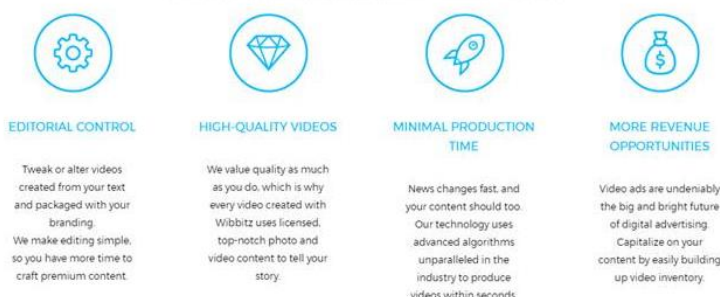 EDITORIAL CONTROL
Tweak or alter videos
created from your text
and packaged with your
branding.
We make editing simple,
so you have more time to
craft premium content.
HIGH-QUALITY VIDEOS
We value quality as much
as you do, which is why
every video created with
Wibbitz uses licensed,
top-notch photo and
video content to tell your
story.
MINIMAL PRODUCTION
TIME
News changes fast, and
your content should too.
Our technology uses
advanced algorithms
unparalleled in the
industry to produce
videos within seconds.
MORE REVENUE
OPPORTUNITIES
Video ads are undeniably
the big and bright future
of digital advertising.
Capitalize on your
content by easily building
up video inventory.
$